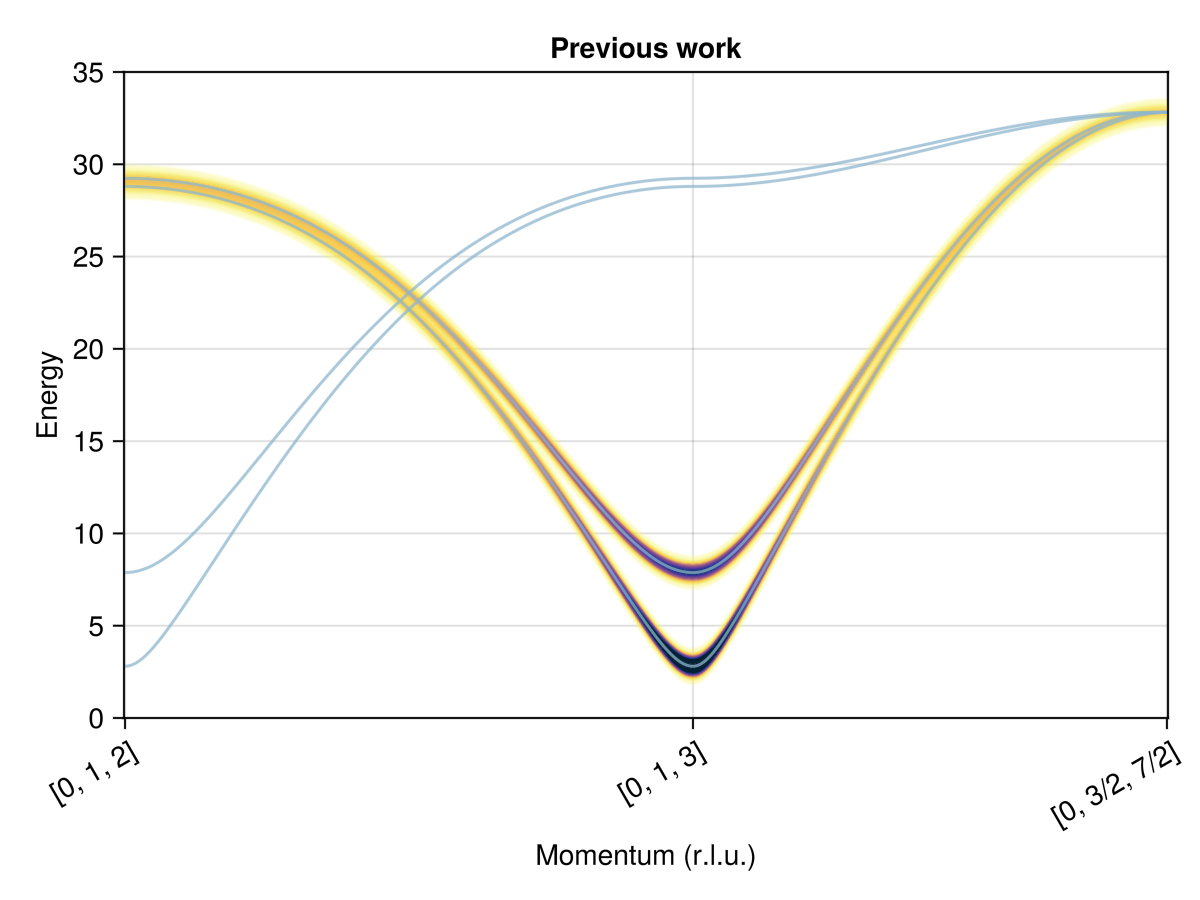 Previous work
35
30
25
20
15
10
5
0
Energy
[0, 1, 2]
[0, 1, 3]
[0, 3/2, 7/2]
Momentum (r.l.u.)